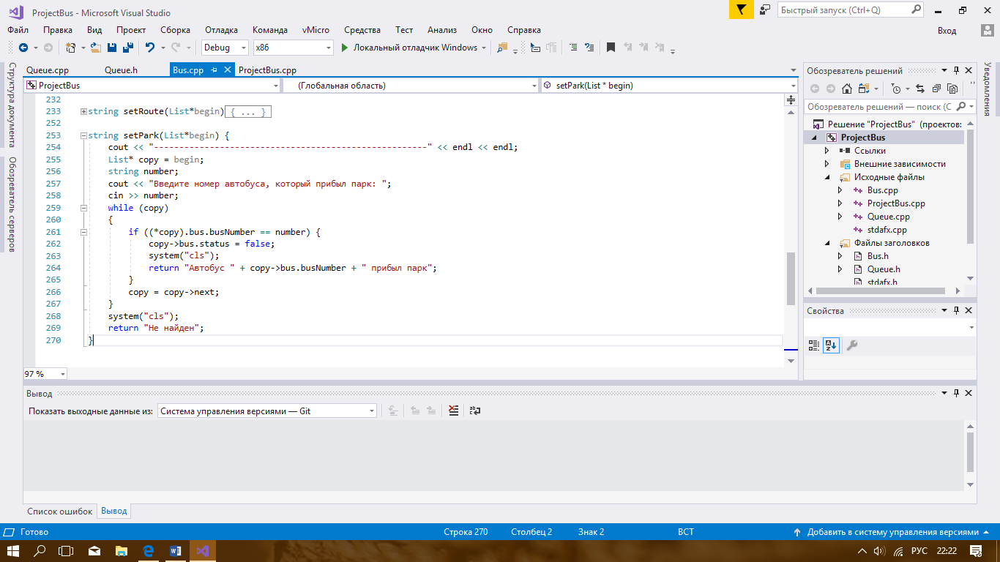 ProjectBus - Microsoft Visual Studio
Быстрый запуск (Ctrl+Q)
Файл Правка Вид Проект Сборка Отладка Команда vMicro Средства Тест Анализ Окно Справка Вход
Debug x86 Локальный отладчик Windows
Структура документа
Обозреватель серверов
Queue.cpp Queue.h Bus.cpp ProjectBus.cpp
ProjectBus (Глобальная область) setPark(List * begin)
232
233 string setRoute(List*begin) { ... }
252
253 string setPark(List*begin) {
254 cout << "--------------------------------------------------------" << endl << endl;
255 List* copy = begin;
256 string number;
257 cout << "Введите номер автобуса, который прибыл парк: ";
258 cin >> number;
259 while (copy)
260 {
261 if ((*copy).bus.busNumber == number) {
262 copy->bus.status = false;
263 system("cls");
264 return "Автобус " + copy->bus.busNumber + " прибыл парк";
265 }
266 copy = copy->next;
267 }
268 system("cls");
269 return "Не найден";
270 }
97 %
Обозреватель решений
Обозреватель решений — поиск (C
Решение "ProjectBus" (проектов:
ProjectBus
Ссылки
Внешние зависимости
Исходные файлы
Bus.cpp
ProjectBus.cpp
Queue.cpp
stdafx.cpp
Файлы заголовков
Bus.h
Queue.h
stdafx.h
Свойства
Уведомления
Вывод
Показать выходные данные из: Система управления версиями — Git
Список ошибок Вывод
Готово Строка 270 Столбец 2 Знак 2 ВСТ Добавить в систему управления версиями
РУС 22:22